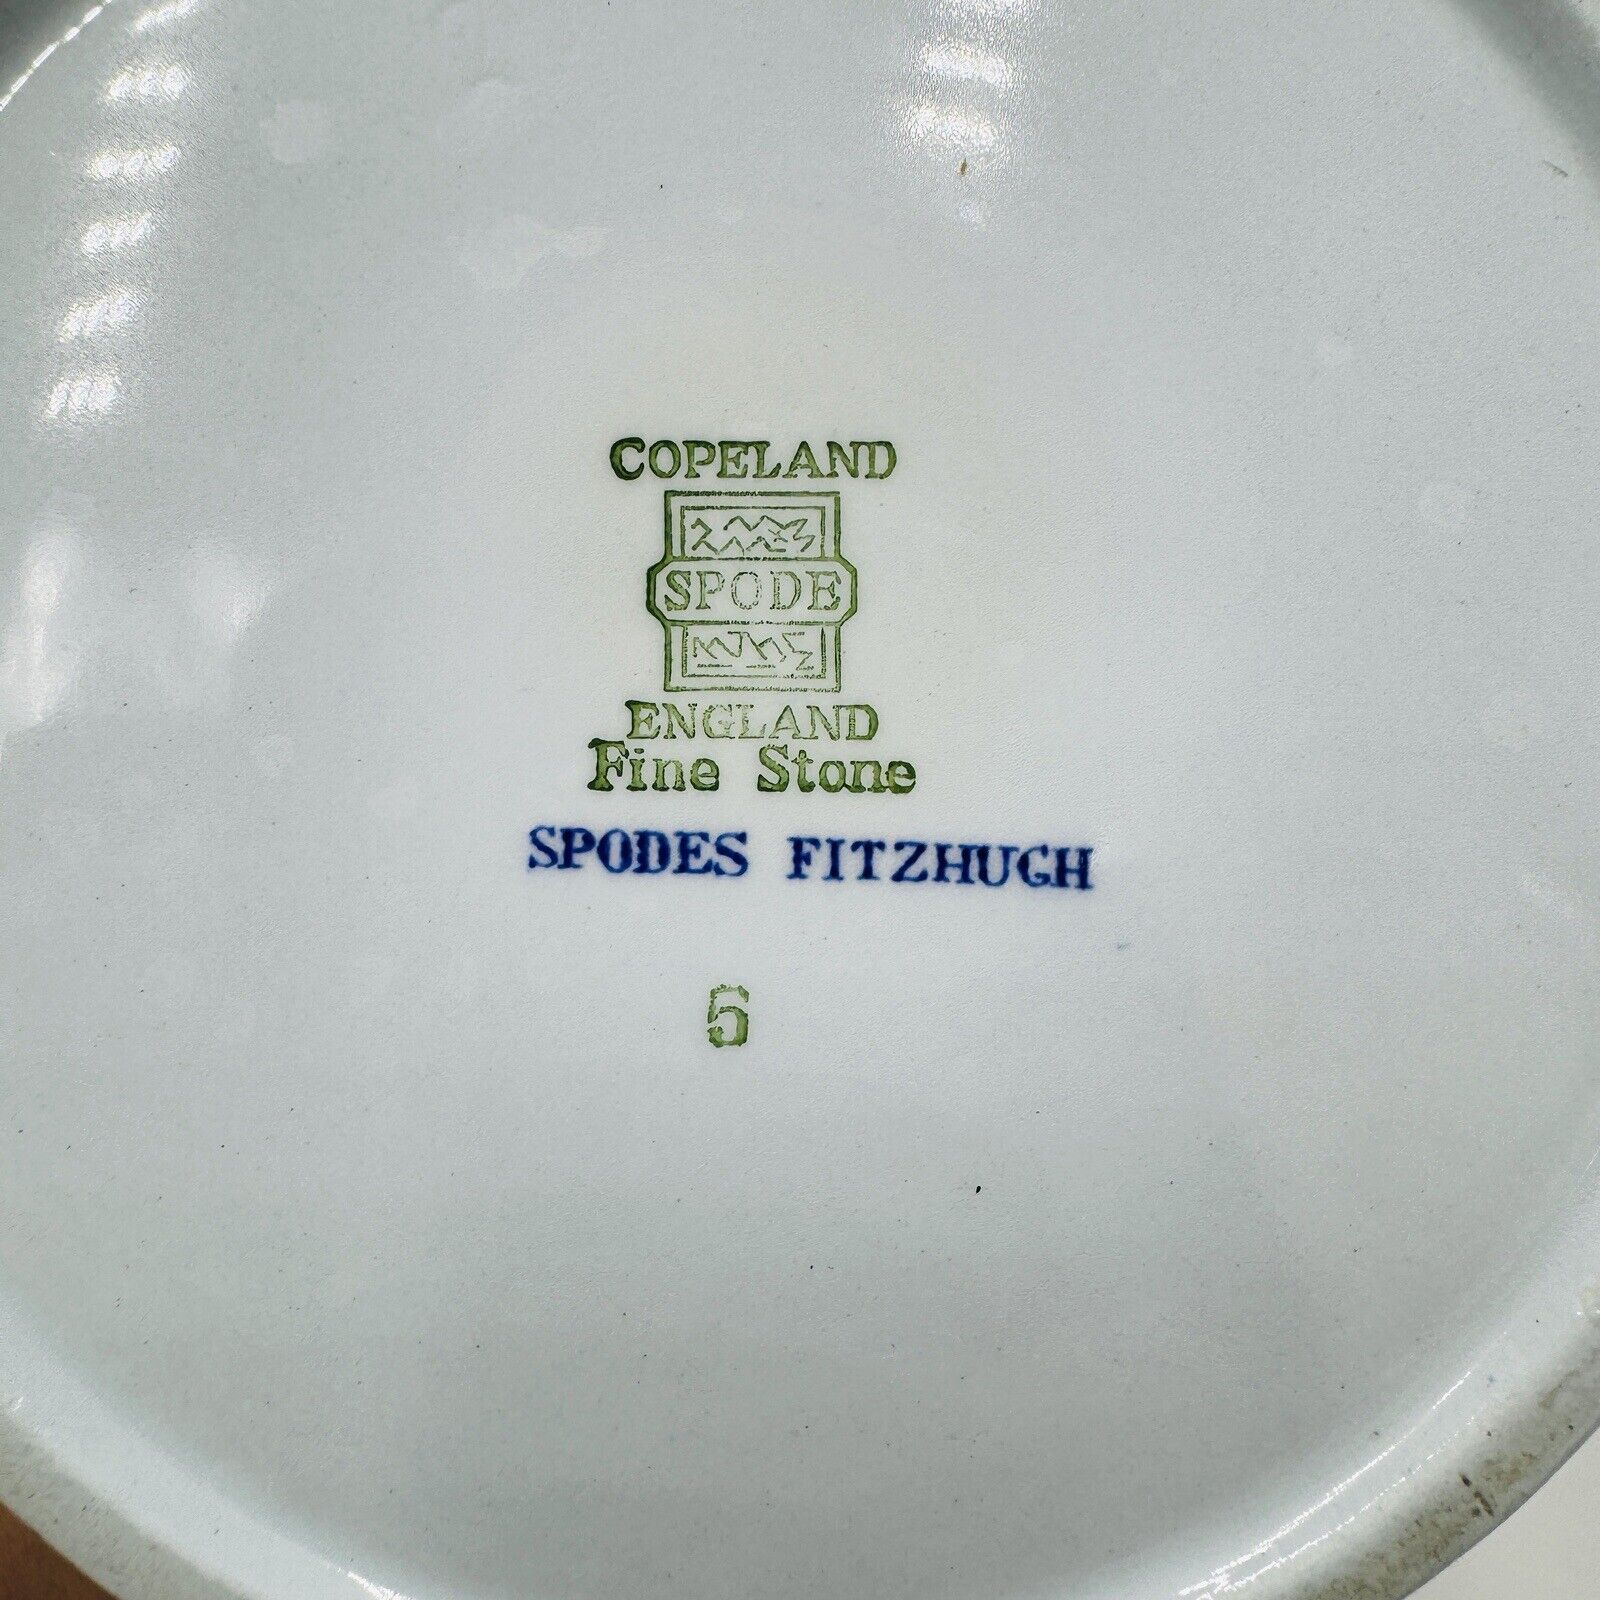 COPELAND
SPODE
ENGLAND
Fine Stone
SPODES FITZHUGH
5